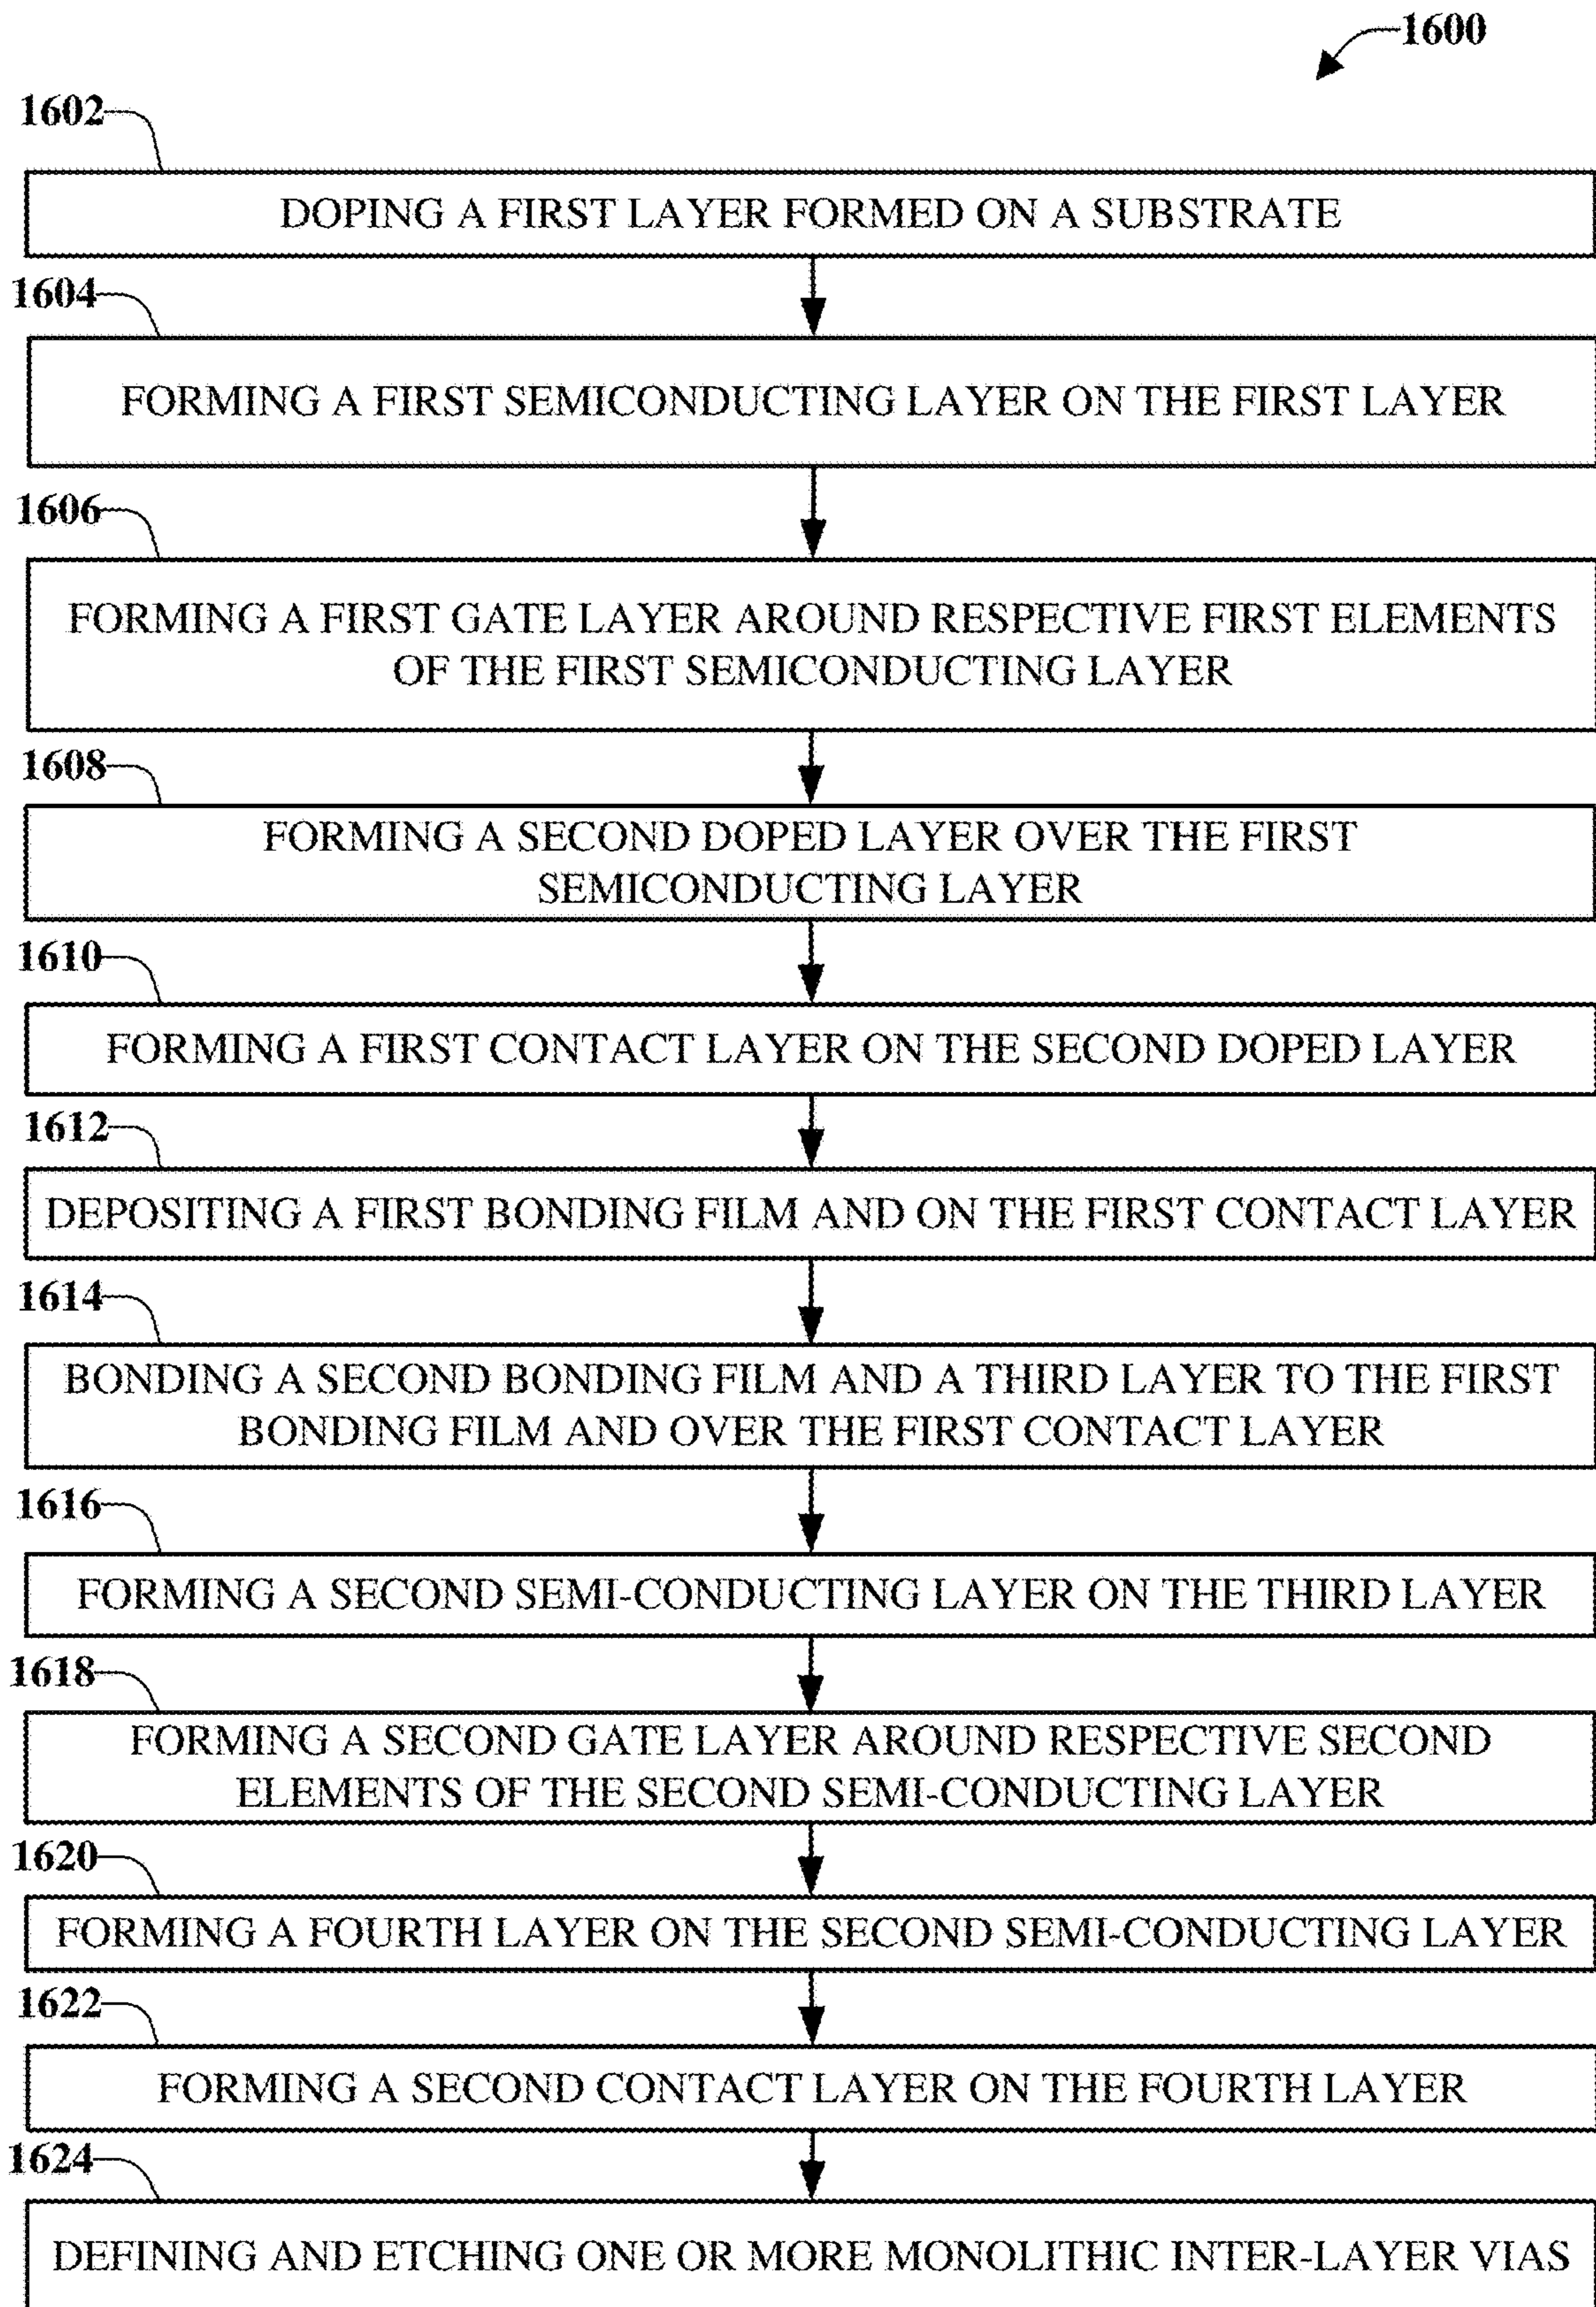 1600
1602
DOPING A FIRST LAYER FORMED ON A SUBSTRATE
1604
FORMING A FIRST SEMICONDUCTING LAYER ON THE FIRST LAYER
1606
FORMING A FIRST GATE LAYER AROUND RESPECTIVE FIRST ELEMENTS
OF THE FIRST SEMICONDUCTING LAYER
1608
FORMING A SECOND DOPED LAYER OVER THE FIRST
SEMICONDUCTING LAYER
1610
FORMING A FIRST CONTACT LAYER ON THE SECOND DOPED LAYER
1612
DEPOSITING A FIRST BONDING FILM AND ON THE FIRST CONTACT LAYER
1614
BONDING A SECOND BONDING FILM AND A THIRD LAYER TO THE FIRST
BONDING FILM AND OVER THE FIRST CONTACT LAYER
1616
FORMING A SECOND SEMI-CONDUCTING LAYER ON THE THIRD LAYER
1618
FORMING A SECOND GATE LAYER AROUND RESPECTIVE SECOND
ELEMENTS OF THE SECOND SEMI-CONDUCTING LAYER
1620
FORMING A FOURTH LAYER ON THE SECOND SEMI-CONDUCTING LAYER
1622
FORMING A SECOND CONTACT LAYER ON THE FOURTH LAYER
1624
DEFINING AND ETCHING ONE OR MORE MONOLITHIC INTER-LAYER VIAS